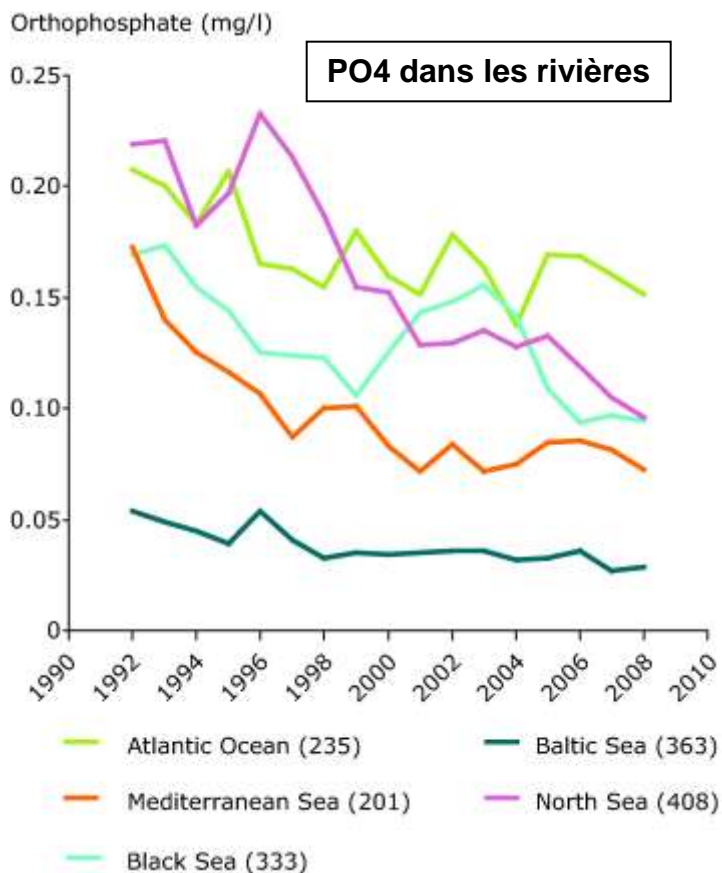 Orthophosphate (mg/l)
PO4 dans les rivières
0.25
0.20
0.15
0.10
0.05
0
1990 1992 1994 1996 1998 2000 2002 2004 2006 2008 2010
Atlantic Ocean (235) Baltic Sea (363)
Mediterranean Sea (201) North Sea (408)
Black Sea (333)